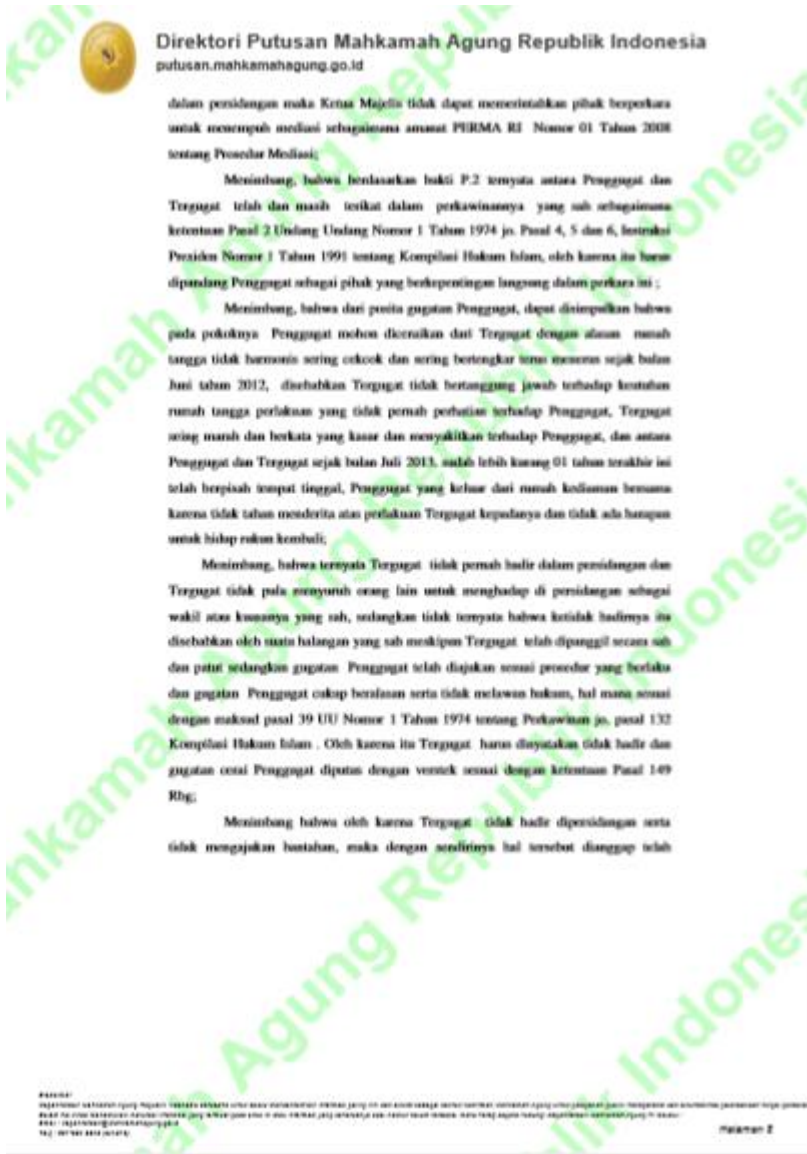 Direktori Putusan Mahkamah Agung Republik Indonesia
putusan.mahkamahagung.go.id
dalam persidangan maka Ketua Majelis tidak dapat memerintahkan pihak berperkara
untuk menempuh mediasi sebagaimana amanat PERMA RI Nomor 01 Tahun 2008
tentang Prosedur Mediasi;
Menimbang, bahwa berdasarkan bukti P.2 ternyata antara Penggugat dan
Tergugat telah dan masih terikat dalam perkawinannya yang sah sebagaimana
ketentuan Pasal 2 Undang Undang Nomor 1 Tahun 1974 jo. Pasal 4, 5 dan 6, Instruksi
Presiden Nomor 1 Tahun 1991 tentang Kompilasi Hukum Islam, oleh karena itu harus
dipandang Penggugat sebagai pihak yang berkepentingan langsung dalam perkara ini ;
Menimbang, bahwa dari posita gugatan Penggugat, dapat disimpulkan bahwa
pada pokoknya Penggugat mohon diceraikan dari Tergugat dengan alasan rumah
tangga tidak harmonis sering cekcok dan sering bertengkar terus menerus sejak bulan
Juni tahun 2012, disebabkan Tergugat tidak bertanggung jawab terhadap keutuhan
rumah tangga perlakuan yang tidak pernah perhatian terhadap Penggugat, Tergugat
sering marah dan berkata yang kasar dan menyakitkan terhadap Penggugat, dan antara
Penggugat dan Tergugat sejak bulan Juli 2013, sudah lebih kurang 01 tahun terakhir ini
telah berpisah tempat tinggal, Penggugat yang keluar dari rumah kediaman bersama
karena tidak tahan menderita atas perlakuan Tergugat kepadanya dan tidak ada harapan
untuk hidup rukun kembali;
Menimbang, bahwa ternyata Tergugat tidak pernah hadir dalam persidangan dan
Tergugat tidak pula menyuruh orang lain untuk menghadap di persidangan sebagai
wakil atau kuasanya yang sah, sedangkan tidak ternyata bahwa ketidak hadirnya itu
disebabkan oleh suatu halangan yang sah meskipun Tergugat telah dipanggil secara sah
dan patut sedangkan gugatan Penggugat telah diajukan sesuai prosedur yang berlaku
dan gugatan Penggugat cukup beralasan serta tidak melawan hukum, hal mana sesuai
dengan maksud pasal 39 UU Nomor 1 Tahun 1974 tentang Perkawinan jo. pasal 132
Kompilasi Hukum Islam . Oleh karena itu Tergugat harus dinyatakan tidak hadir dan
gugatan cerai Penggugat diputus dengan verstek sesuai dengan ketentuan Pasal 149
Rbg;
Menimbang bahwa oleh karena Tergugat tidak hadir dipersidangan serta
tidak mengajukan bantahan, maka dengan sendirinya hal tersebut dianggap telah
Halaman 8